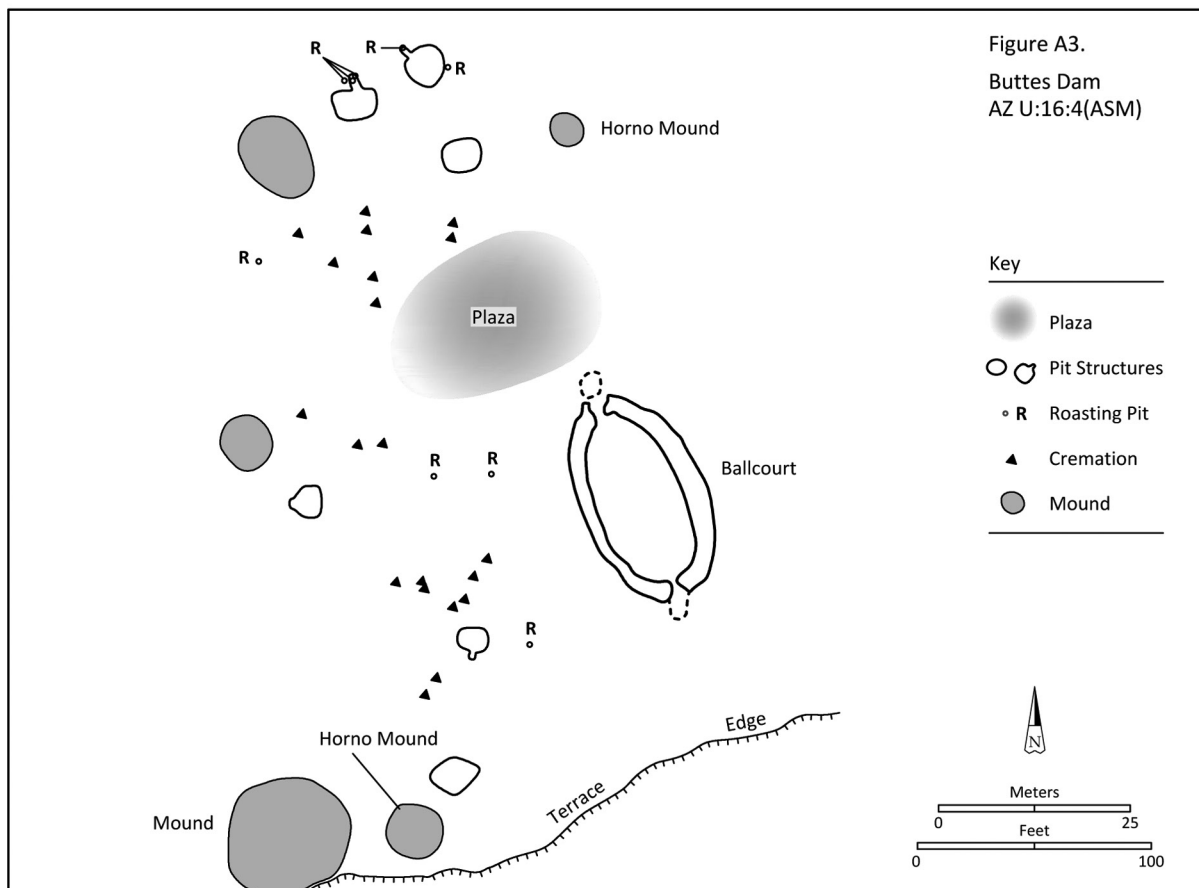 Figure A3.
Buttes Dam
AZ U:16:4(ASM)
R
R
R
Horno Mound
R
Plaza
Key
Plaza
Pit Structures
R Roasting Pit
Cremation
Mound
Ballcourt
R
R
R
Edge
Terrace
Horno Mound
Mound
N
Meters
0 25
Feet
0 100